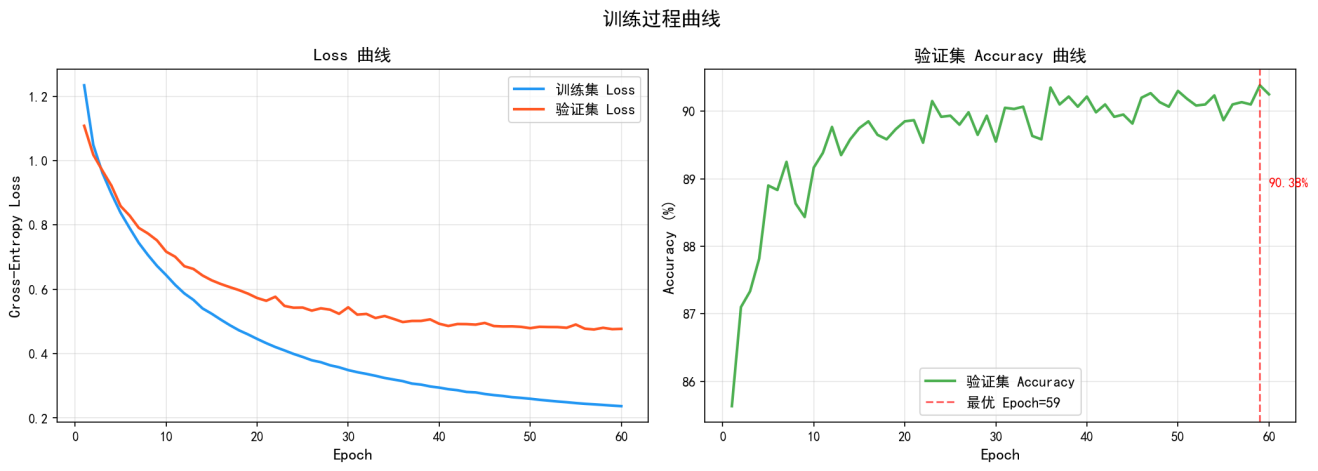 训练过程曲线
Loss 曲线
训练集 Loss
验证集 Loss
Cross-Entropy Loss
1.2
1.0
0.8
0.6
0.4
0.2
0 10 20 30 40 50 60
Epoch
验证集 Accuracy 曲线
Accuracy (%)
90
89
88
87
86
90.38%
验证集 Accuracy
最优 Epoch=59
0 10 20 30 40 50 60
Epoch